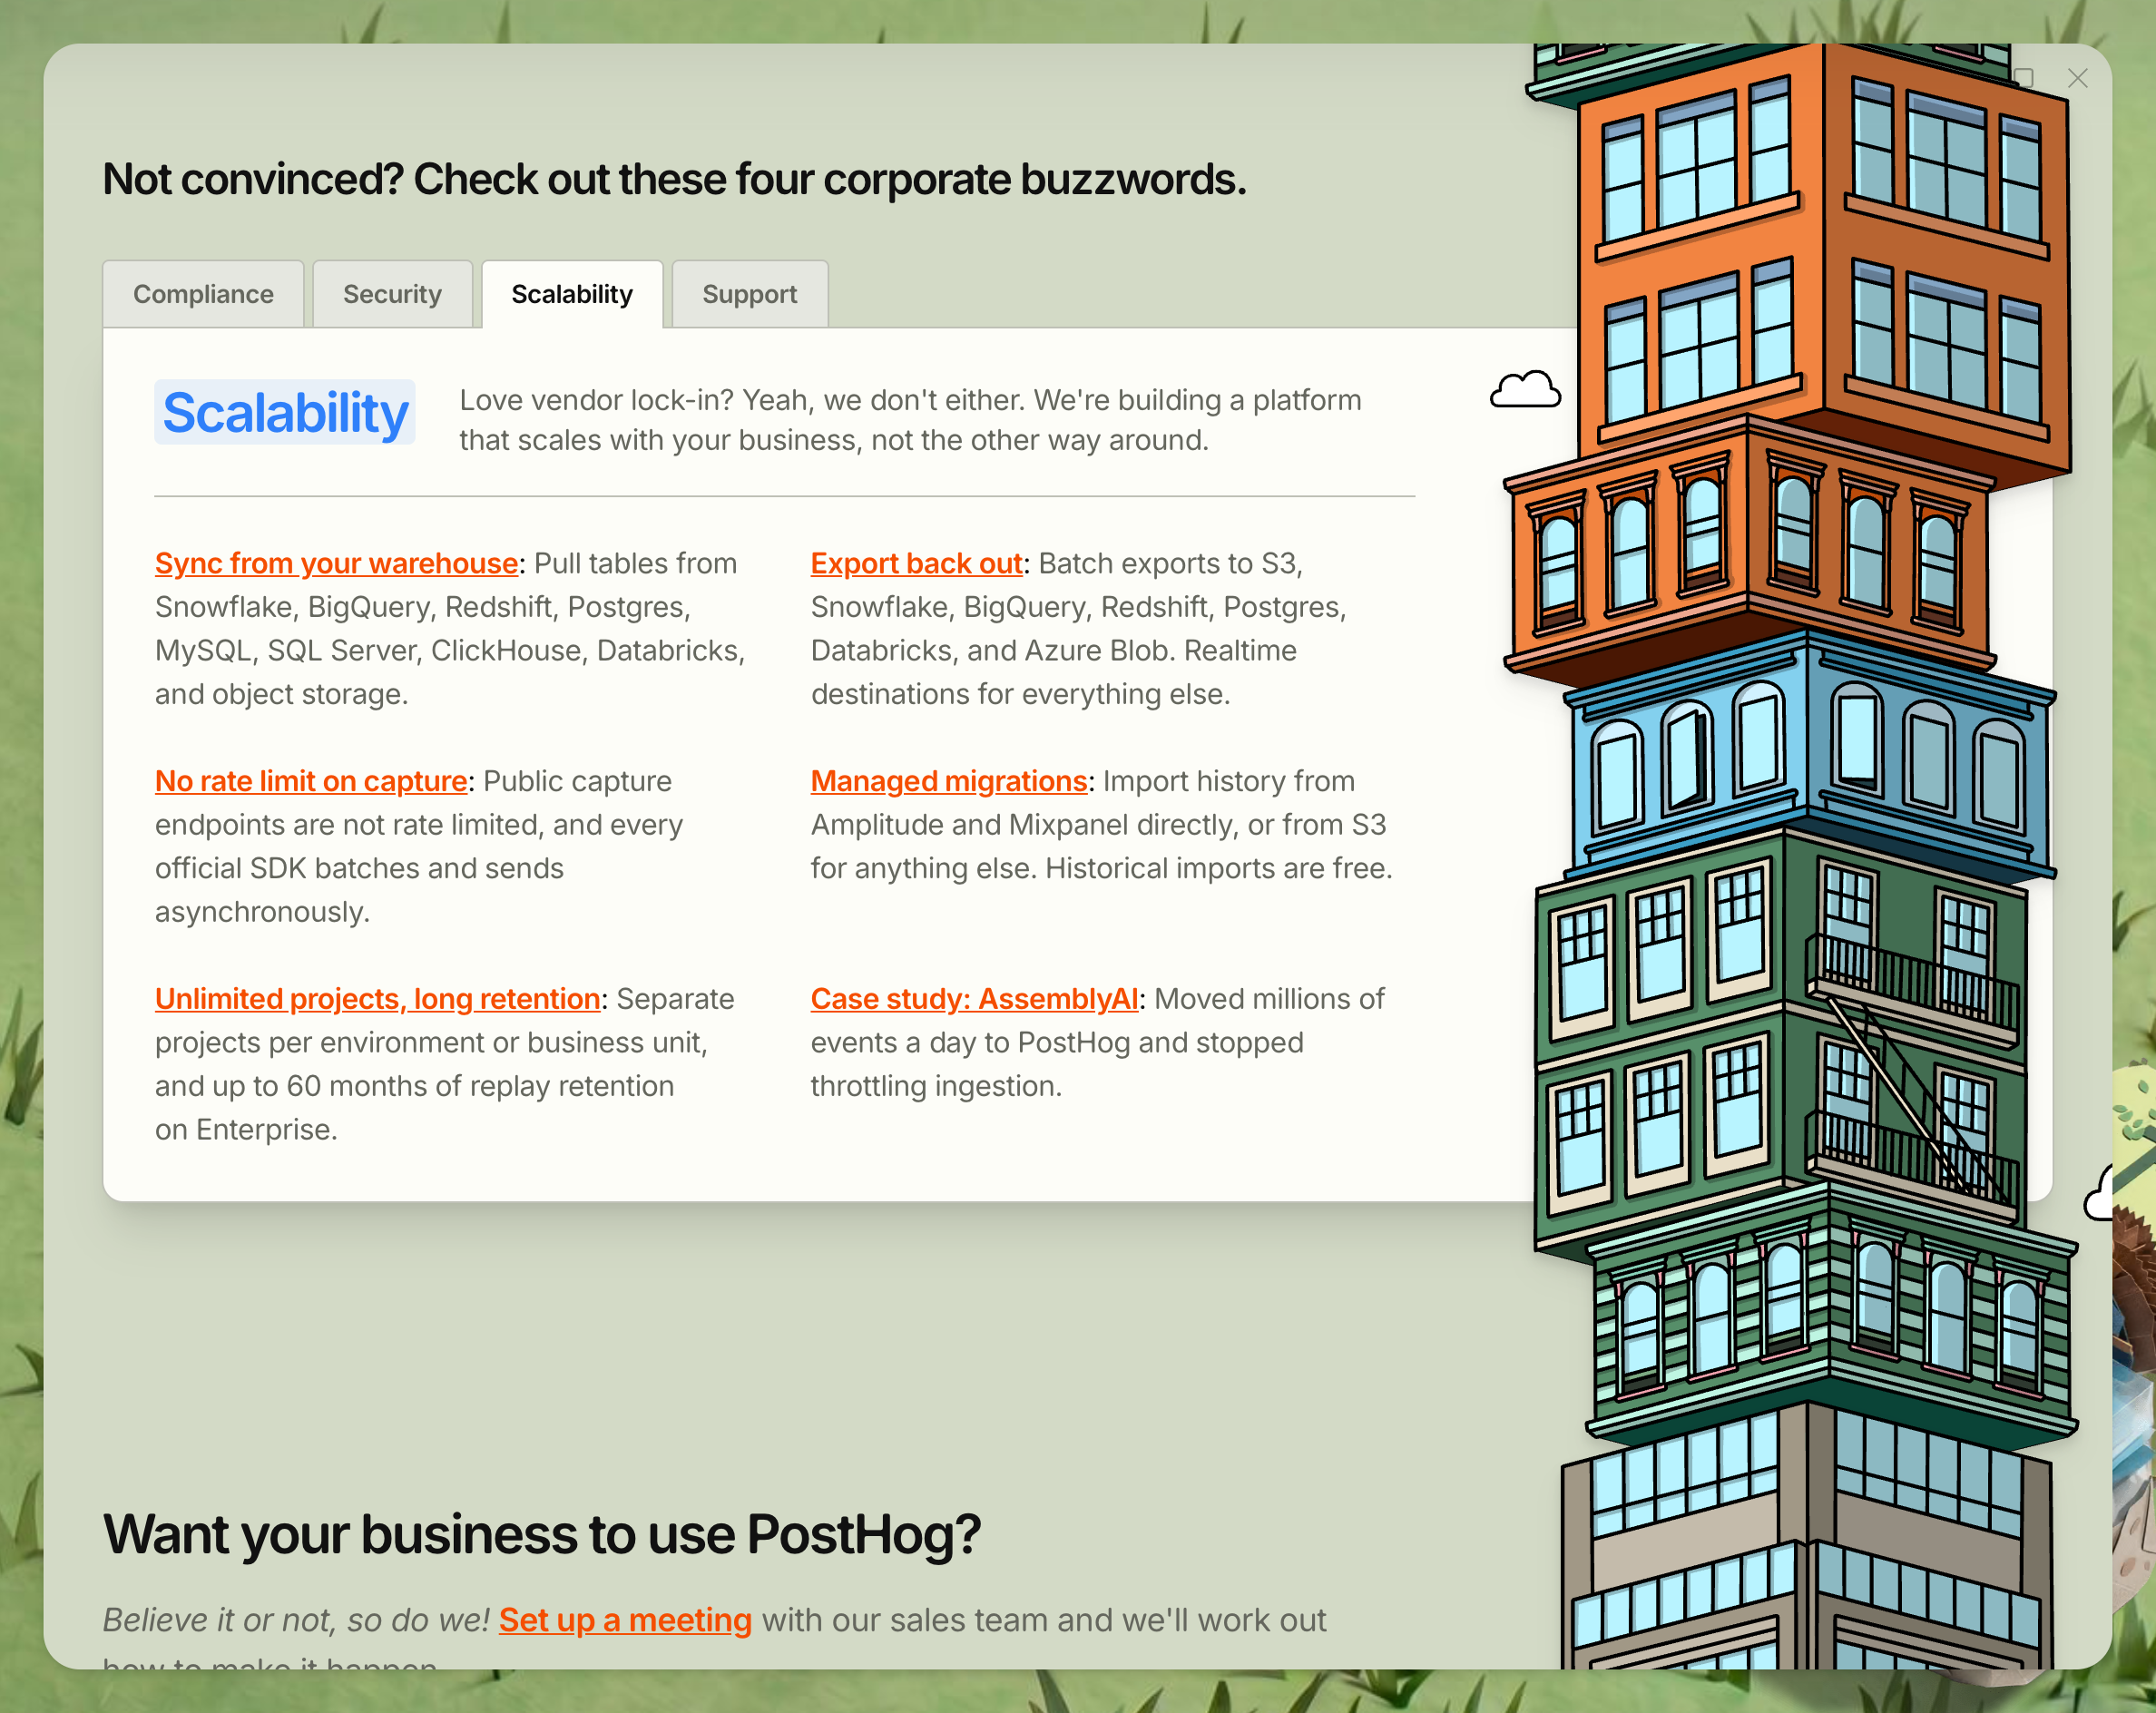 Not convinced? Check out these four corporate buzzwords.
Compliance
Security
Scalability
Support
Scalability
Love vendor lock-in? Yeah, we don't either. We're building a platform
that scales with your business, not the other way around.
Sync from your warehouse: Pull tables from
Snowflake, BigQuery, Redshift, Postgres,
MySQL, SQL Server, ClickHouse, Databricks,
and object storage.
Export back out: Batch exports to S3,
Snowflake, BigQuery, Redshift, Postgres,
Databricks, and Azure Blob. Realtime
destinations for everything else.
No rate limit on capture: Public capture
endpoints are not rate limited, and every
official SDK batches and sends
asynchronously.
Managed migrations: Import history from
Amplitude and Mixpanel directly, or from S3
for anything else. Historical imports are free.
Unlimited projects, long retention: Separate
projects per environment or business unit,
and up to 60 months of replay retention
on Enterprise.
Case study: AssemblyAI: Moved millions of
events a day to PostHog and stopped
throttling ingestion.
Want your business to use PostHog?
Believe it or not, so do we! Set up a meeting with our sales team and we'll work out
how to make it happen